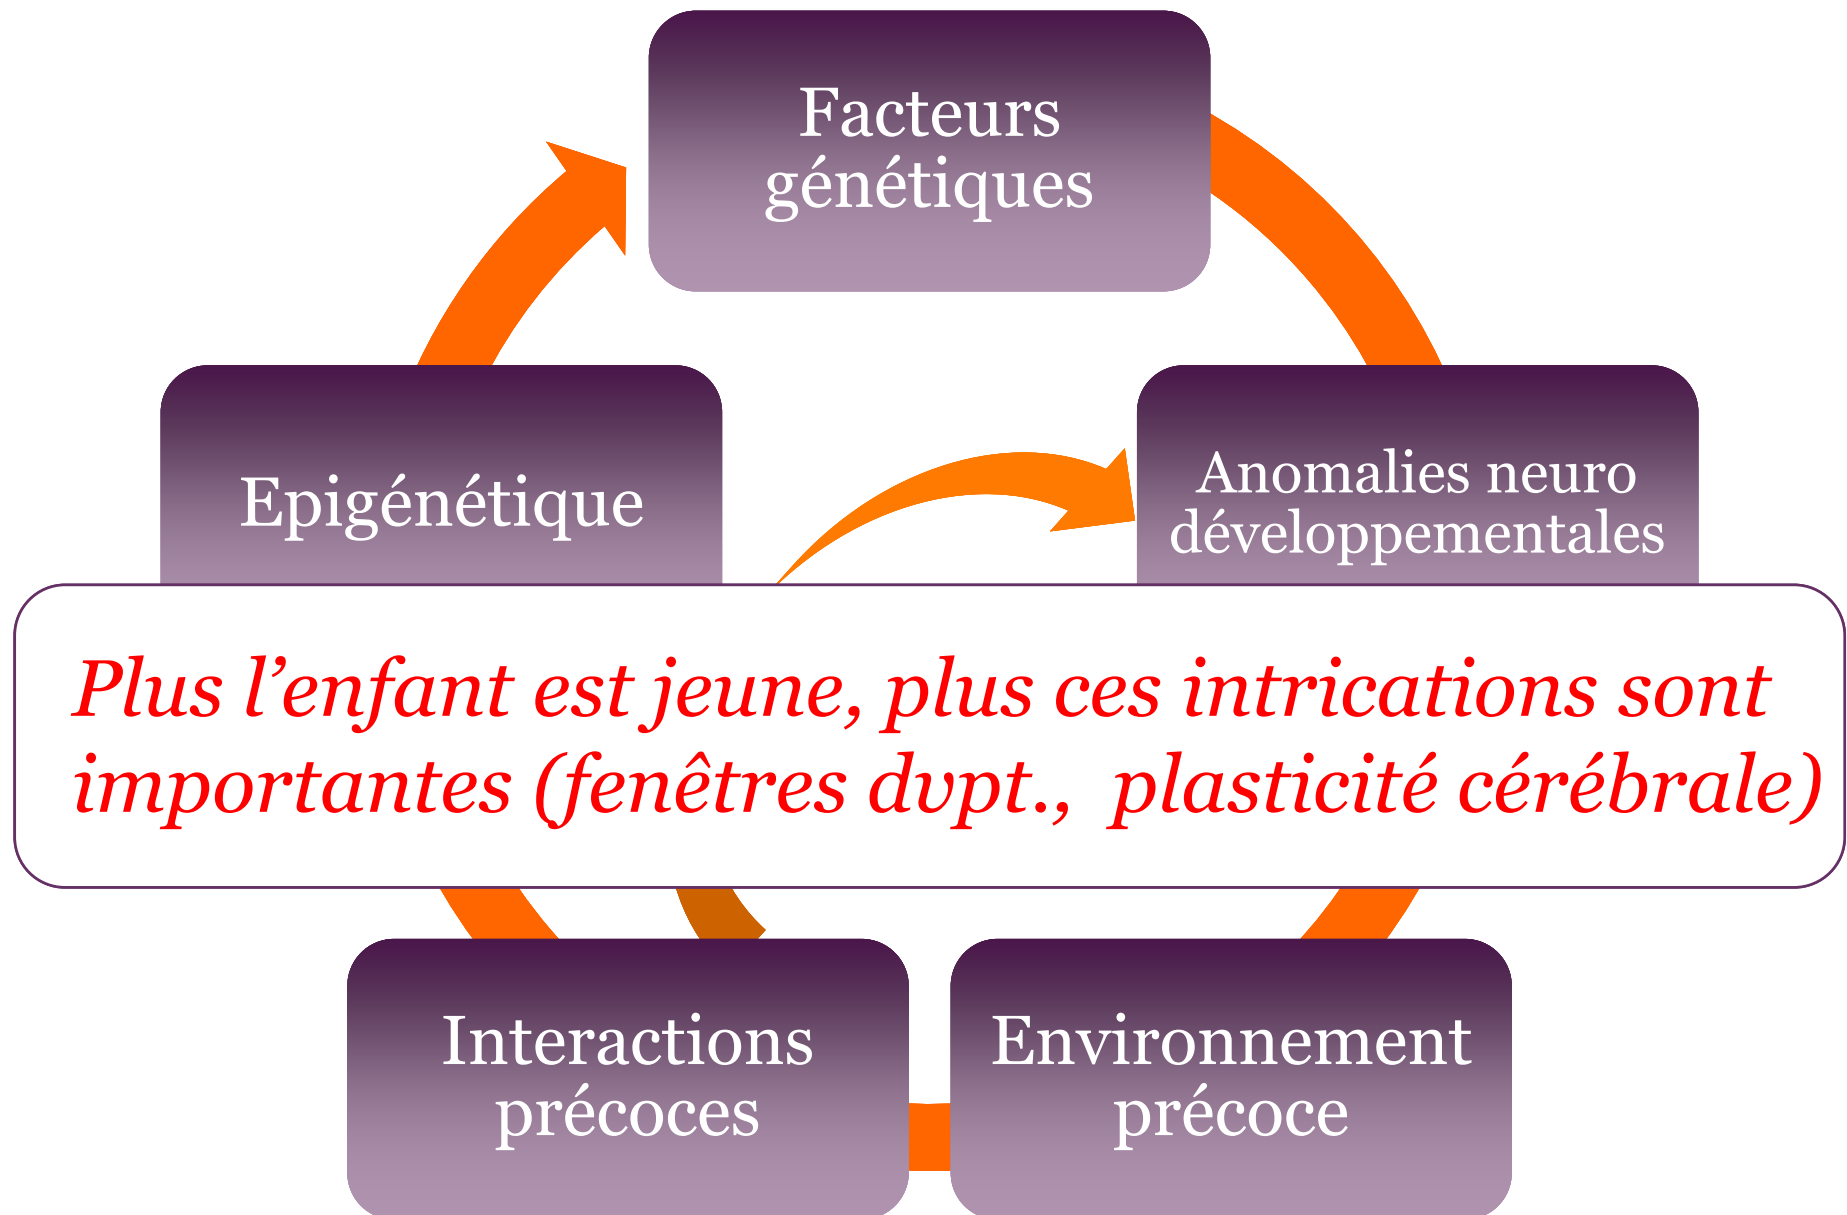 Facteurs
génétiques
Epigénétique
Anomalies neuro
développementales
Plus l’enfant est jeune, plus ces intrications sont
importantes (fenêtres dvpt.,  plasticité cérébrale)
Interactions
précoces
Environnement
précoce